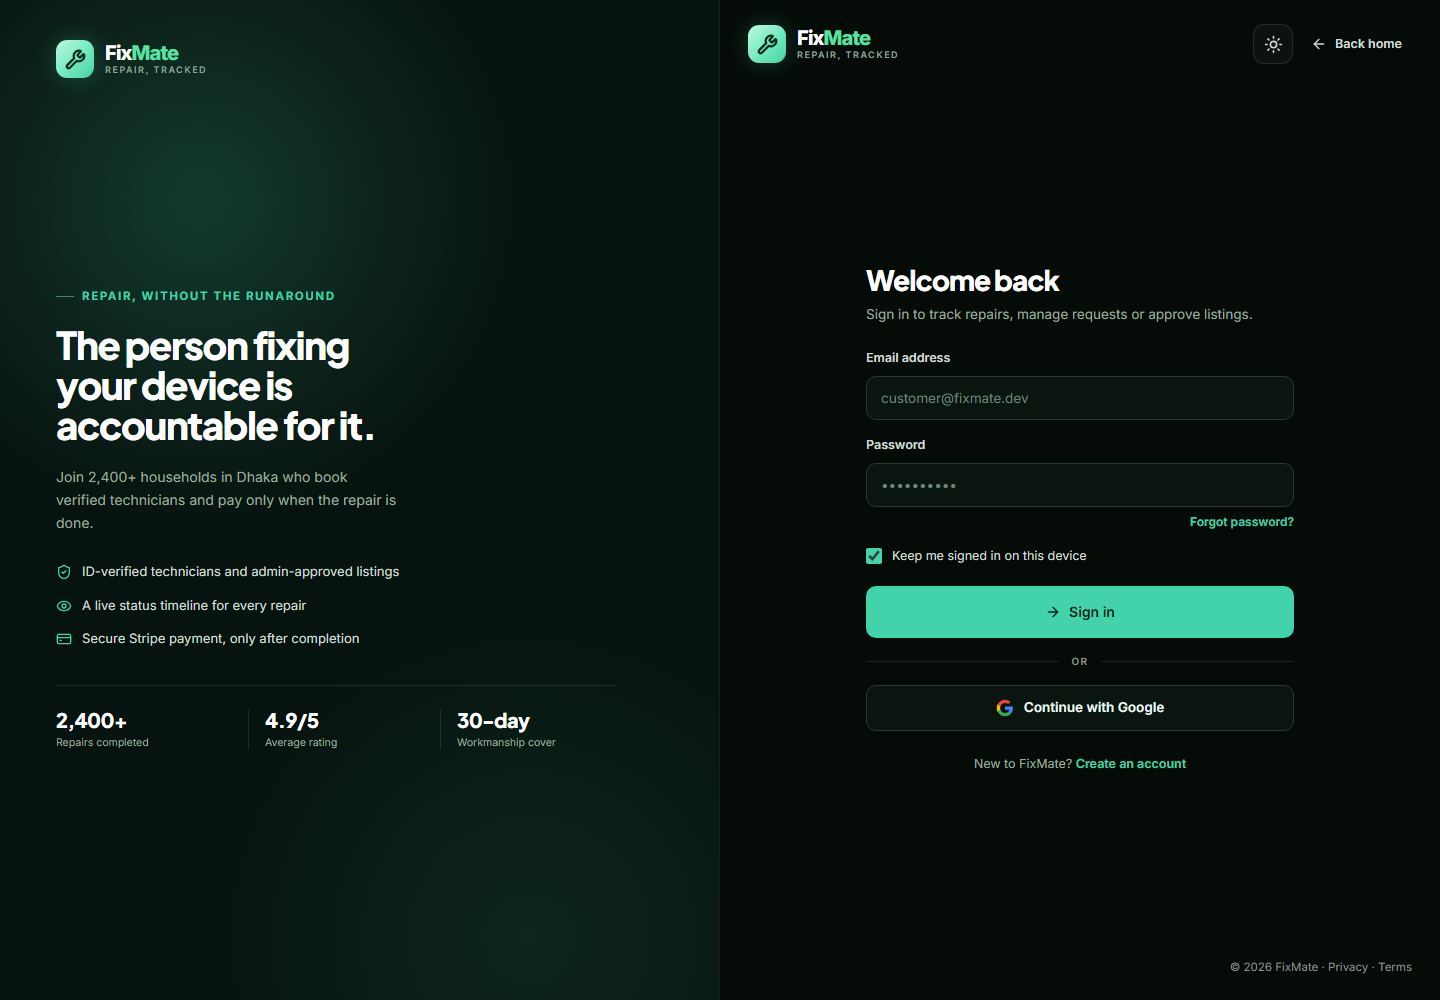 FixMate
REPAIR, TRACKED
REPAIR, WITHOUT THE RUNAROUND
The person fixing
your device is
accountable for it.
Join 2,400+ households in Dhaka who book
verified technicians and pay only when the repair is
done.
ID-verified technicians and admin-approved listings
A live status timeline for every repair
Secure Stripe payment, only after completion
2,400+
Repairs completed
4.9/5
Average rating
30-day
Workmanship cover
FixMate
REPAIR, TRACKED
Back home
Welcome back
Sign in to track repairs, manage requests or approve listings.
Email address
customer@fixmate.dev
Password
••••••••••
Forgot password?
Keep me signed in on this device
Sign in
OR
Continue with Google
New to FixMate? Create an account
© 2026 FixMate · Privacy · Terms